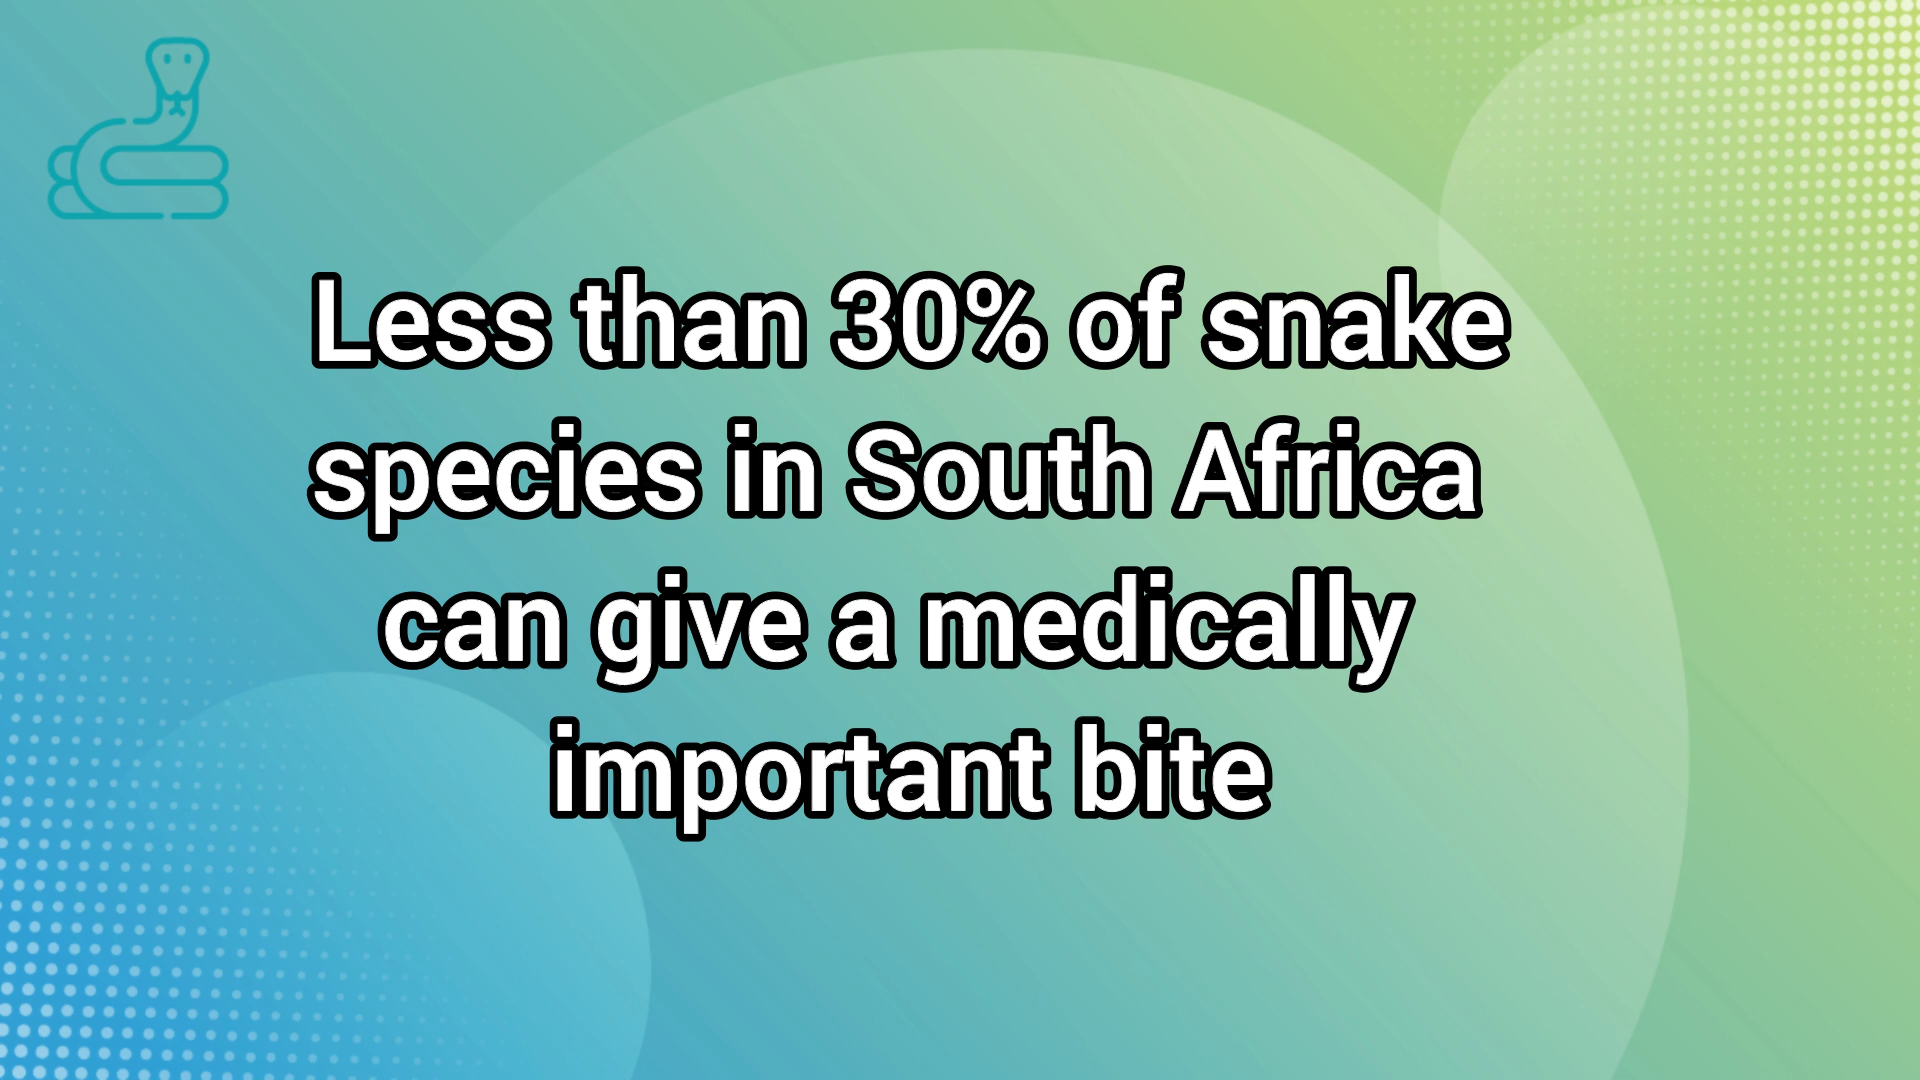 Less than 30% of snake
species in South Africa
can give a medically
important bite